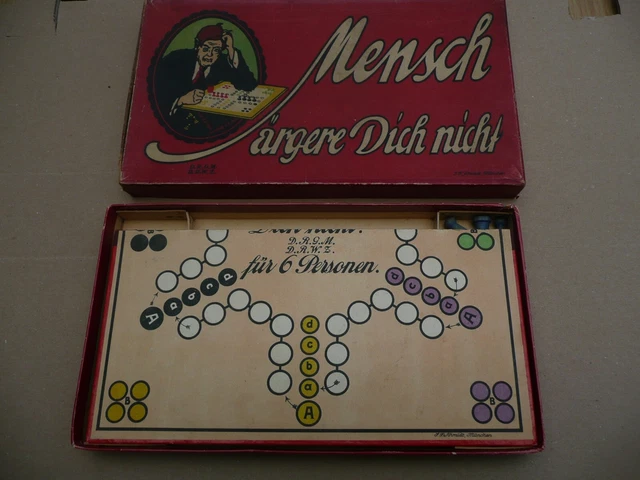 Mensch
ärgere Dich nicht
D.R.G.M.
D.R.W.Z.
für 6 Personen.
B
B
A a b c d
d c b a A
d
c
b
a
A
B
B